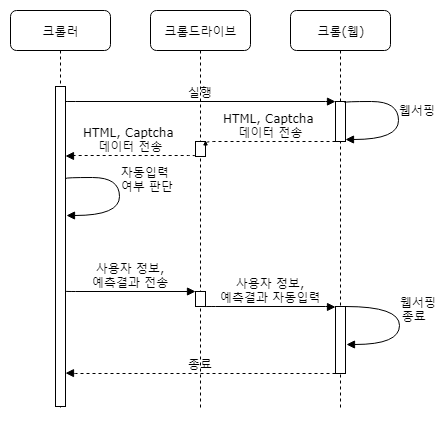 크롤러
크롬드라이브
크롬(웹)
실행
웹서핑
HTML, Captcha
데이터 전송
HTML, Captcha
데이터 전송
자동입력
여부 판단
사용자 정보,
예측결과 전송
사용자 정보,
예측결과 자동입력
웹서핑
종료
종료